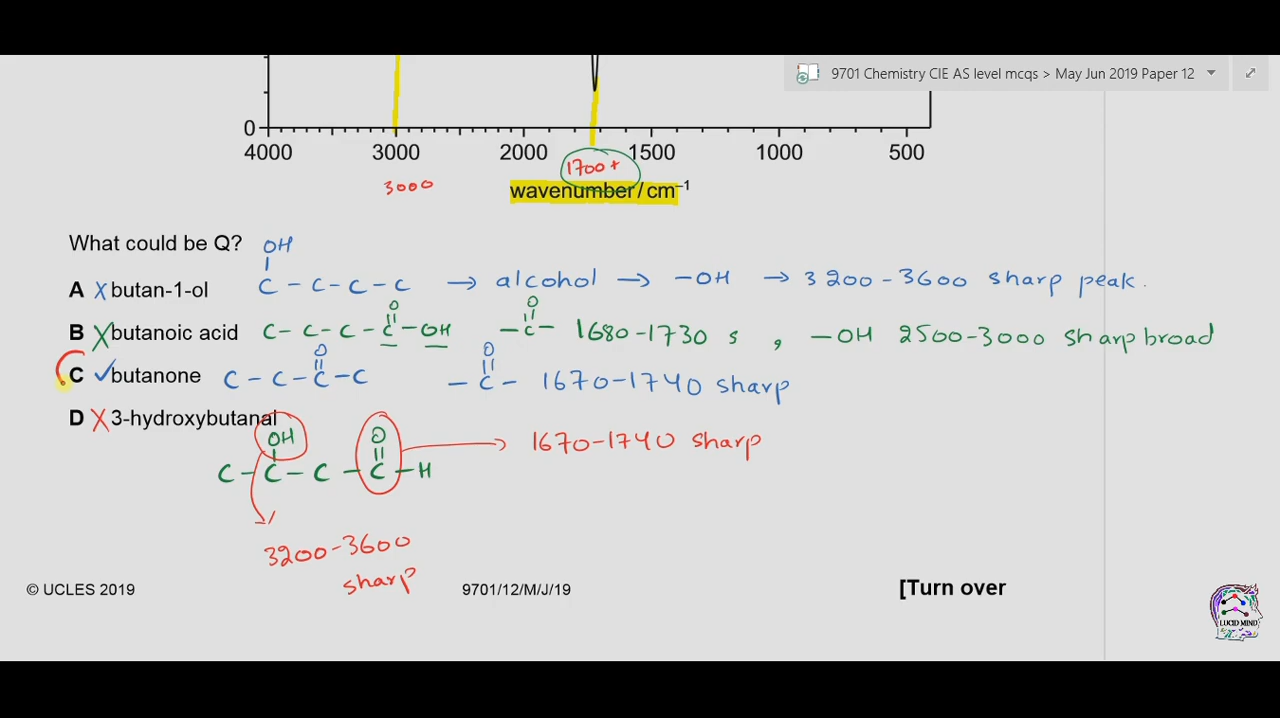 9701 Chemistry CIE AS level mcqs > May Jun 2019 Paper 12
0
4000 3000 2000 1500 1000 500
1700+
3000
wavenumber / cm⁻¹
What could be Q?
OH
A X butan-1-ol C - C - C - C → alcohol → -OH → 3200-3600 sharp peak.
O O
B X butanoic acid C - C - C - C - OH - C - 1680-1730 s , -OH 2500-3000 sharp broad
O O
C ✓ butanone C - C - C - C - C - 1670-1740 sharp
D X 3-hydroxybutanal
OH O → 1670-1740 sharp
C - C - C - C - H
3200-3600
sharp
© UCLES 2019 9701/12/M/J/19 [Turn over
LUCID MIND